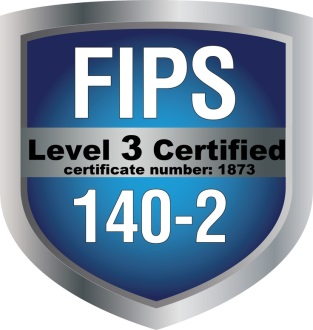 FIPS
Level 3 Certified
certificate number: 1873
140-2